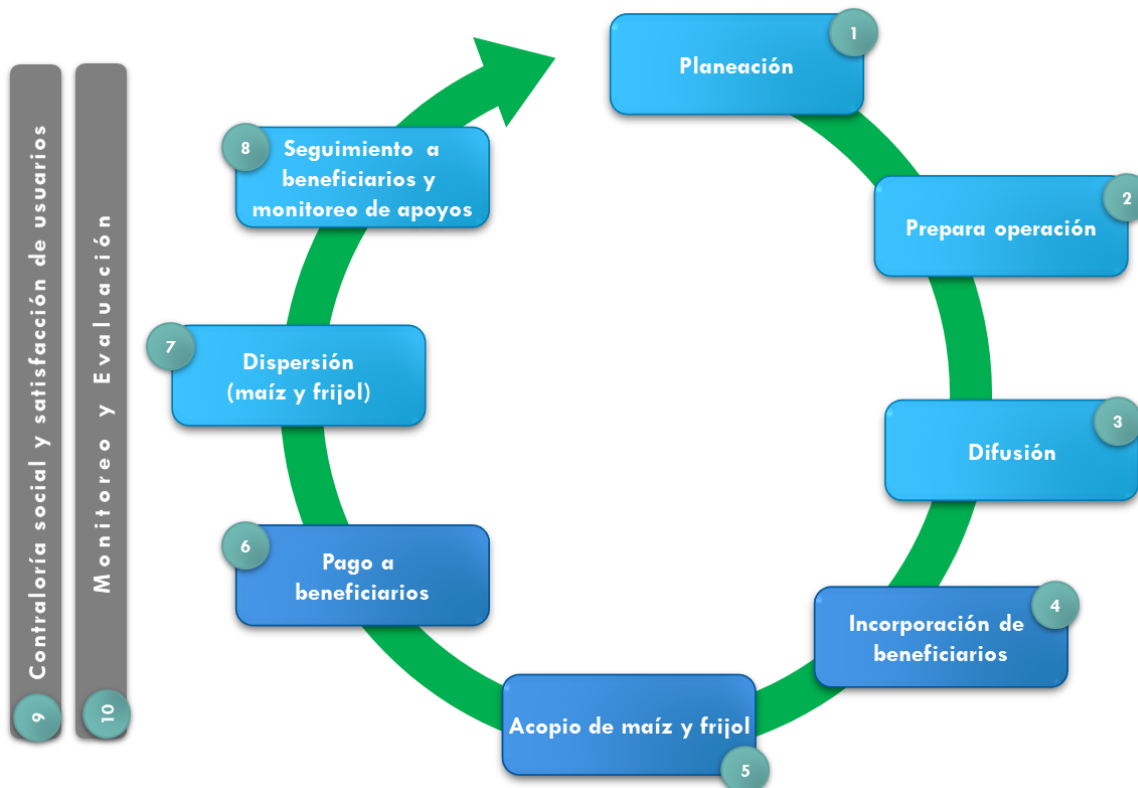 1
Planeación
2
Prepara operación
3
Difusión
4
Incorporación de
beneficiarios
Acopio de maíz y frijol
5
6
Pago a
beneficiarios
7
Dispersión
(maíz y frijol)
8
Seguimiento a
beneficiarios y
monitoreo de apoyos
9
Contraloría social y satisfacción de usuarios
10
Monitoreo y Evaluación